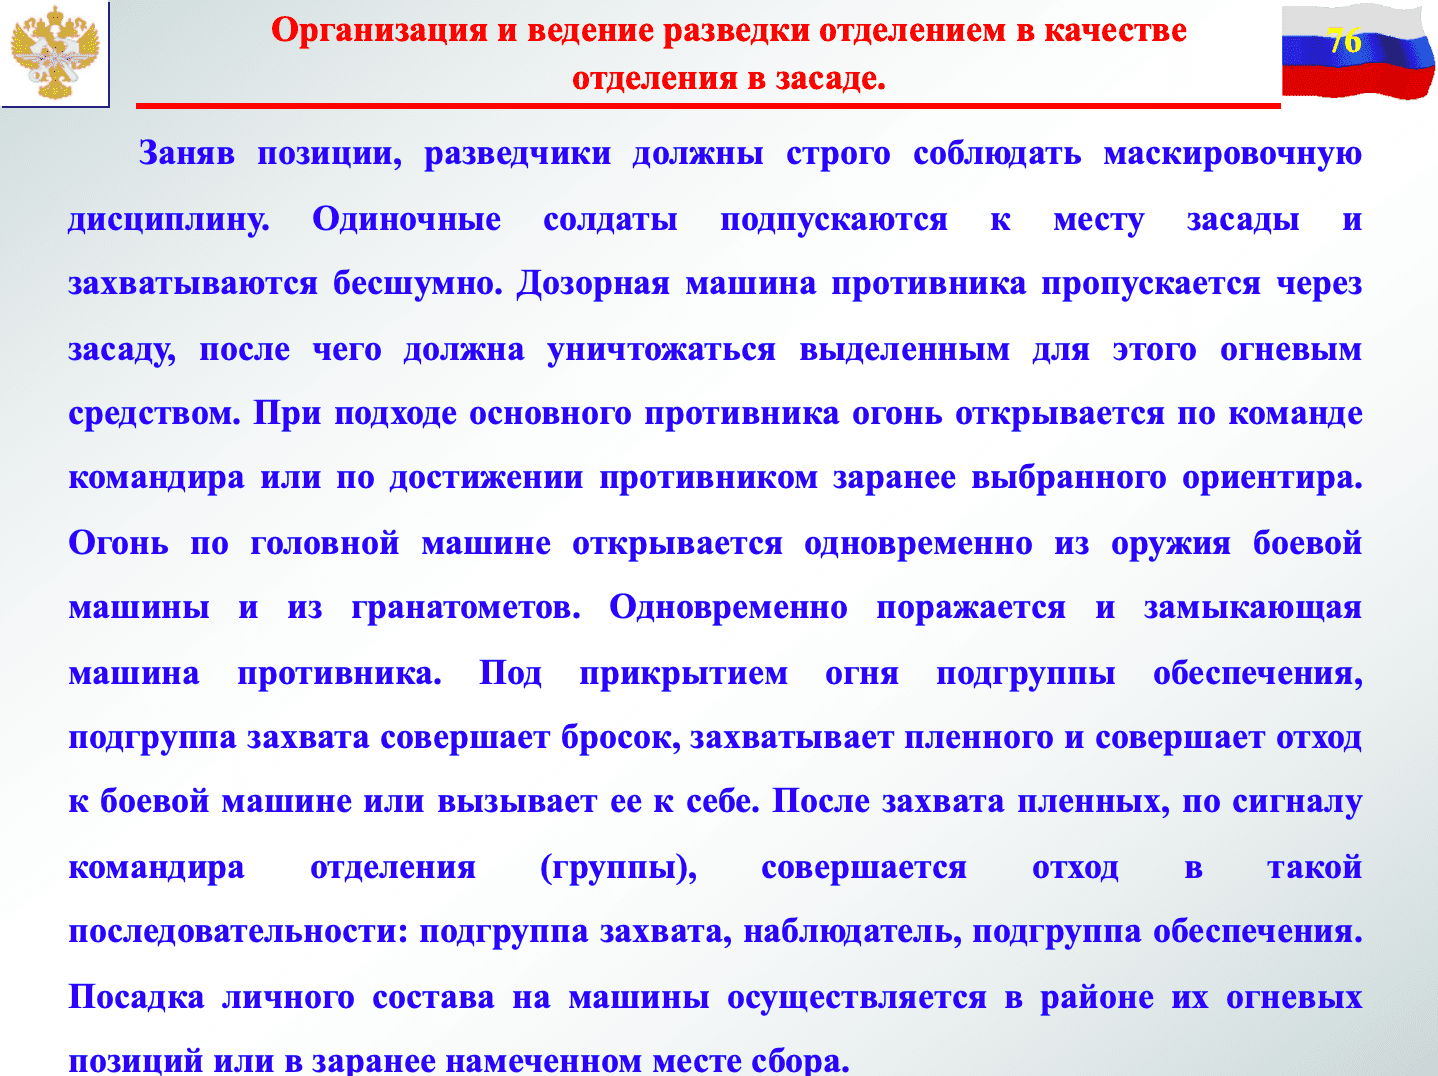 Организация и ведение разведки отделением в качестве
отделения в засаде.
76
Заняв позиции, разведчики должны строго соблюдать маскировочную
дисциплину. Одиночные солдаты подпускаются к месту засады и
захватываются бесшумно. Дозорная машина противника пропускается через
засаду, после чего должна уничтожаться выделенным для этого огневым
средством. При подходе основного противника огонь открывается по команде
командира или по достижении противником заранее выбранного ориентира.
Огонь по головной машине открывается одновременно из оружия боевой
машины и из гранатометов. Одновременно поражается и замыкающая
машина противника. Под прикрытием огня подгруппы обеспечения,
подгруппа захвата совершает бросок, захватывает пленного и совершает отход
к боевой машине или вызывает ее к себе. После захвата пленных, по сигналу
командира отделения (группы), совершается отход в такой
последовательности: подгруппа захвата, наблюдатель, подгруппа обеспечения.
Посадка личного состава на машины осуществляется в районе их огневых
позиций или в заранее намеченном месте сбора.